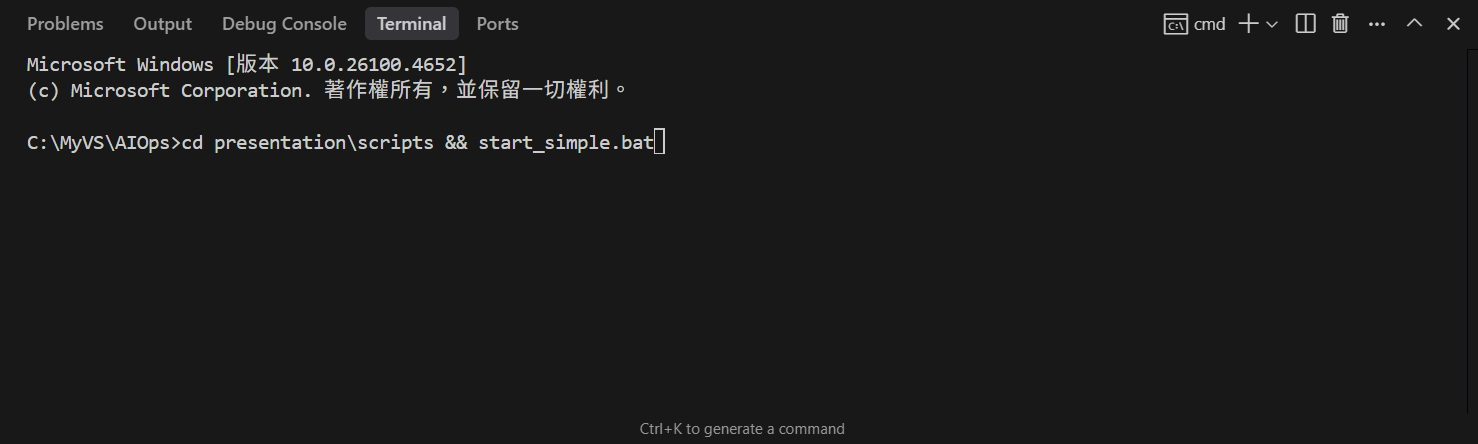 Problems Output Debug Console Terminal Ports cmd
Microsoft Windows [版本 10.0.26100.4652]
(c) Microsoft Corporation. 著作權所有，並保留一切權利。
C:\MyVS\AIOps>cd presentation\scripts && start_simple.bat
Ctrl+K to generate a command